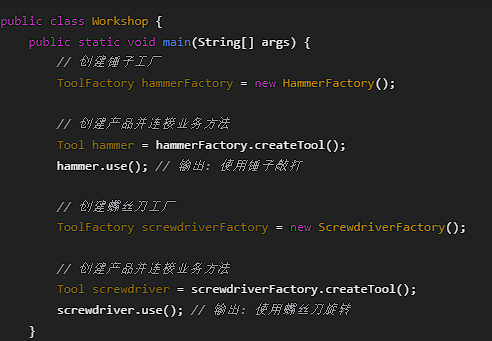 public class Workshop {
public static void main(String[] args) {
// 创建锤子工厂
ToolFactory hammerFactory = new HammerFactory();
// 创建产品并连接业务方法
Tool hammer = hammerFactory.createTool();
hammer.use(); // 输出: 使用锤子敲打
// 创建螺丝刀工厂
ToolFactory screwdriverFactory = new ScrewdriverFactory();
// 创建产品并连接业务方法
Tool screwdriver = screwdriverFactory.createTool();
screwdriver.use(); // 输出: 使用螺丝刀旋转
}